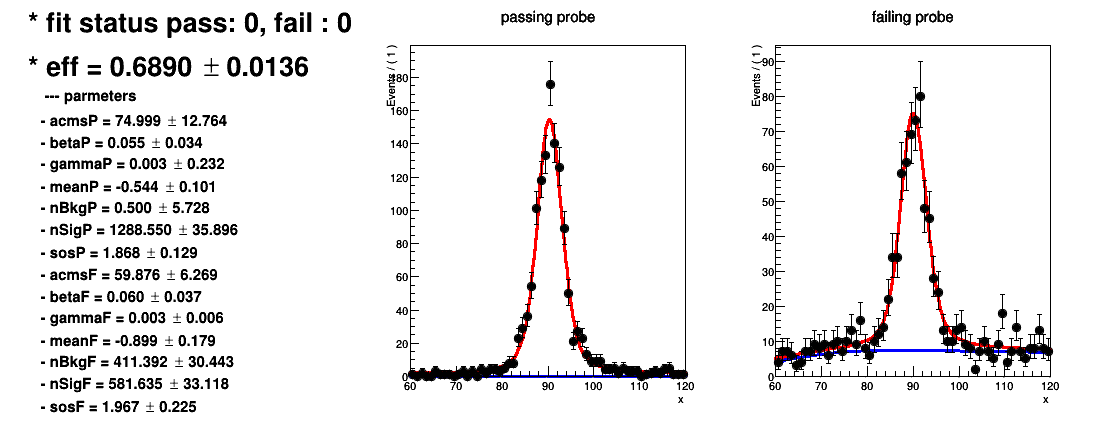 * fit status pass: 0, fail : 0
* eff = 0.6890 ± 0.0136
--- parmeters
- acmsP = 74.999 ± 12.764
- betaP = 0.055 ± 0.034
- gammaP = 0.003 ± 0.232
- meanP = -0.544 ± 0.101
- nBkgP = 0.500 ± 5.728
- nSigP = 1288.550 ± 35.896
- sosP = 1.868 ± 0.129
- acmsF = 59.876 ± 6.269
- betaF = 0.060 ± 0.037
- gammaF = 0.003 ± 0.006
- meanF = -0.899 ± 0.179
- nBkgF = 411.392 ± 30.443
- nSigF = 581.635 ± 33.118
- sosF = 1.967 ± 0.225
passing probe
Events / ( 1 )
180
160
140
120
100
80
60
40
20
0
60 70 80 90 100 110 120
x
failing probe
Events / ( 1 )
90
80
70
60
50
40
30
20
10
0
60 70 80 90 100 110 120
x